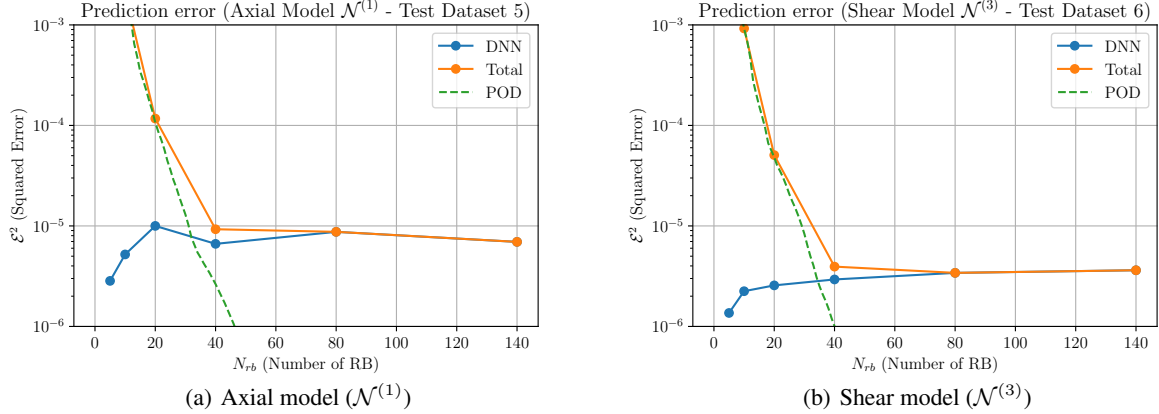 Prediction error (Axial Model 𝒩⁽¹⁾ - Test Dataset 5)
10⁻³
10⁻⁴
10⁻⁵
10⁻⁶
ℰ² (Squared Error)
DNN
Total
POD
0 20 40 60 80 100 120 140
N_rb (Number of RB)
(a) Axial model (𝒩⁽¹⁾)
Prediction error (Shear Model 𝒩⁽³⁾ - Test Dataset 6)
10⁻³
10⁻⁴
10⁻⁵
10⁻⁶
ℰ² (Squared Error)
DNN
Total
POD
0 20 40 60 80 100 120 140
N_rb (Number of RB)
(b) Shear model (𝒩⁽³⁾)